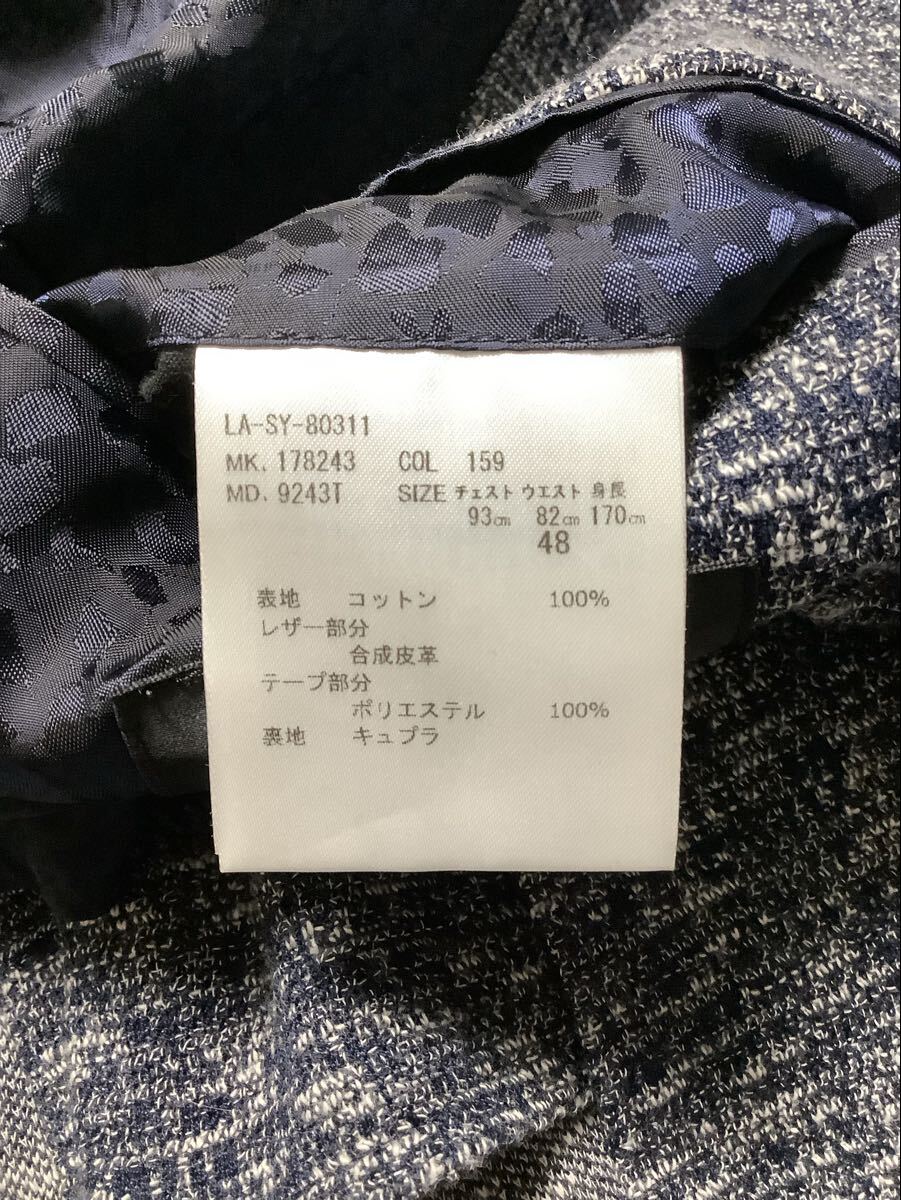 LA-SY-80311
MK. 178243 COL 159
MD. 9243T SIZE チェスト ウエスト 身長
93㎝ 82㎝ 170㎝
48
表地 コットン 100%
レザー部分
合成皮革
テープ部分
ポリエステル 100%
裏地 キュプラ